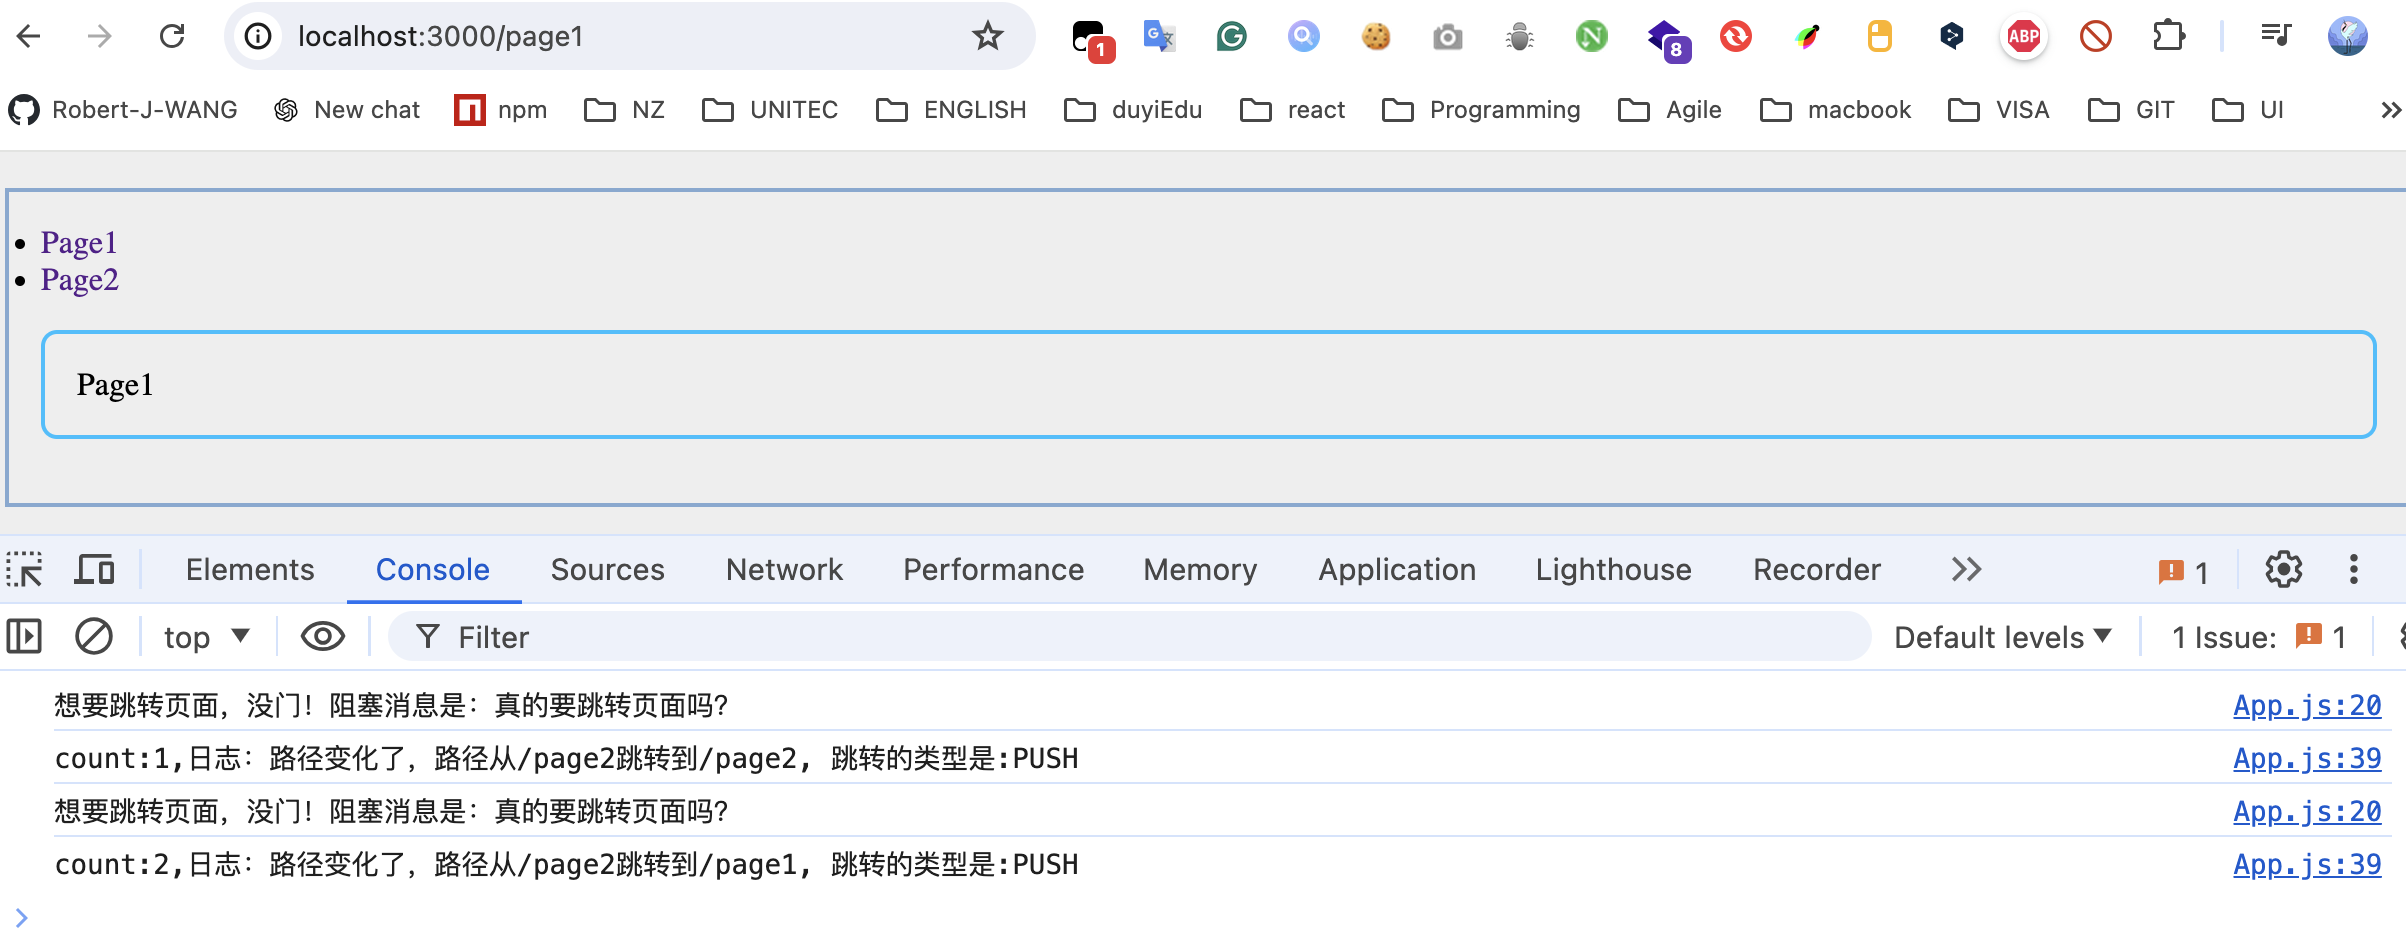 localhost:3000/page1
1
8
ABP
Robert-J-WANG New chat npm NZ UNITEC ENGLISH duyiEdu react Programming Agile macbook VISA GIT UI »
Page1
Page2
Page1
Elements Console Sources Network Performance Memory Application Lighthouse Recorder » 1
top Filter Default levels 1 Issue: 1
想要跳转页面，没门！阻塞消息是：真的要跳转页面吗？ App.js:20
count:1,日志：路径变化了，路径从/page2跳转到/page2, 跳转的类型是:PUSH App.js:39
想要跳转页面，没门！阻塞消息是：真的要跳转页面吗？ App.js:20
count:2,日志：路径变化了，路径从/page2跳转到/page1, 跳转的类型是:PUSH App.js:39